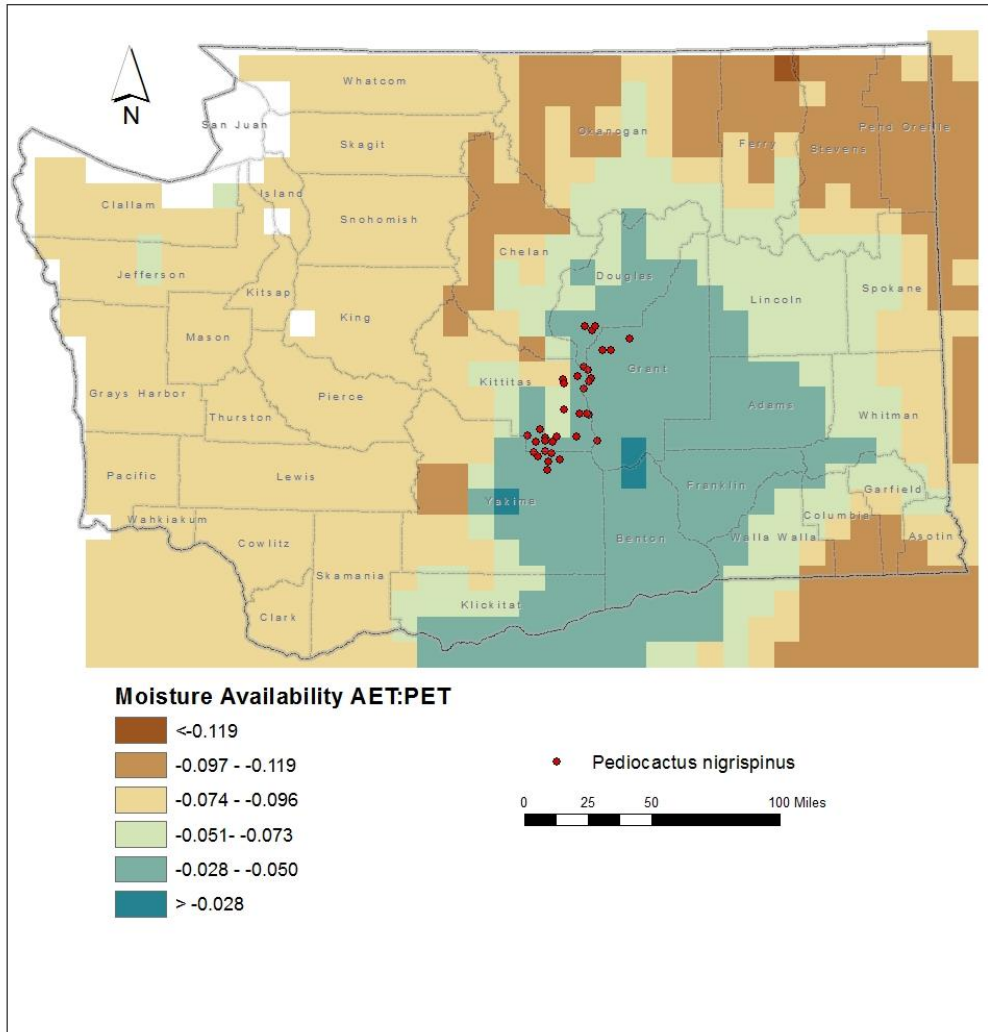 Whatcom
N
San Juan
Okanogan
Pend Oreille
Skagit
Ferry
Stevens
Island
Clallam
Snohomish
Chelan
Jefferson
Douglas
Kitsap
Lincoln
Spokane
King
Mason
Grant
Kittitas
Grays Harbor
Pierce
Adams
Thurston
Whitman
Pacific
Lewis
Yakima
Franklin
Garfield
Columbia
Wahkiakum
Benton
Walla Walla
Asotin
Cowlitz
Skamania
Klickitat
Clark
Moisture Availability AET:PET
<-0.119
-0.097 - -0.119
-0.074 - -0.096
-0.051- -0.073
-0.028 - -0.050
> -0.028
Pediocactus nigrispinus
0 25 50 100 Miles